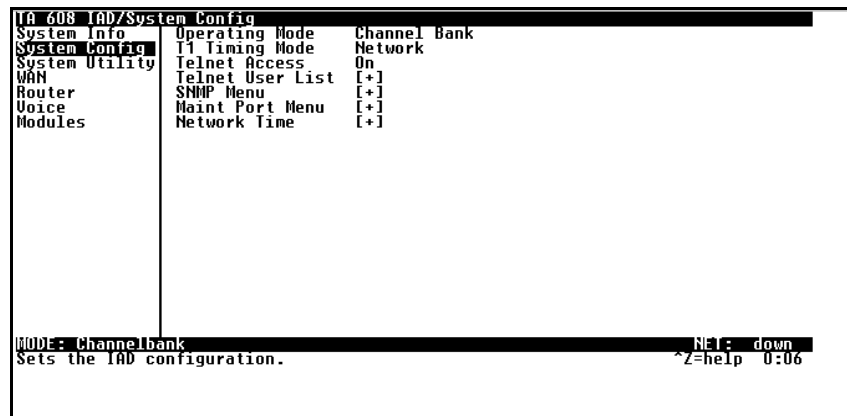 TA 608 IAD/System Config
System Info Operating Mode Channel Bank
System Config T1 Timing Mode Network
System Utility Telnet Access On
WAN Telnet User List [+]
Router SNMP Menu [+]
Voice Maint Port Menu [+]
Modules Network Time [+]
MODE: Channelbank NET: down
Sets the IAD configuration. ^Z=help 0:06